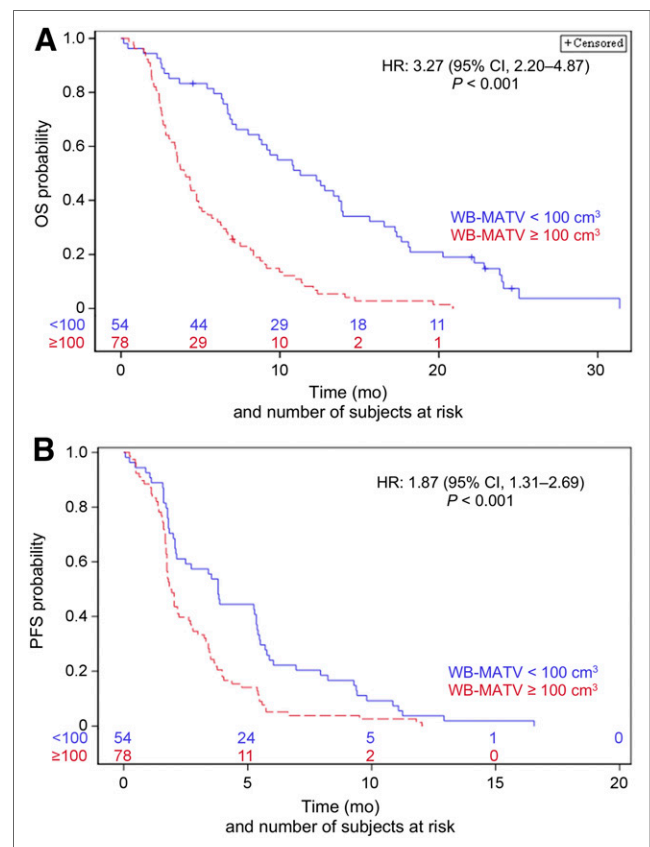 A
+ Censored
HR: 3.27 (95% CI, 2.20–4.87)
P < 0.001
OS probability
1.0
0.8
0.6
0.4
0.2
0
WB-MATV < 100 cm³
WB-MATV ≥ 100 cm³
<100 54 44 29 18 11
≥100 78 29 10 2 1
0 10 20 30
Time (mo)
and number of subjects at risk
B
HR: 1.87 (95% CI, 1.31–2.69)
P < 0.001
PFS probability
1.0
0.8
0.6
0.4
0.2
0
WB-MATV < 100 cm³
WB-MATV ≥ 100 cm³
<100 54 24 5 1 0
≥100 78 11 2 0
0 5 10 15 20
Time (mo)
and number of subjects at risk